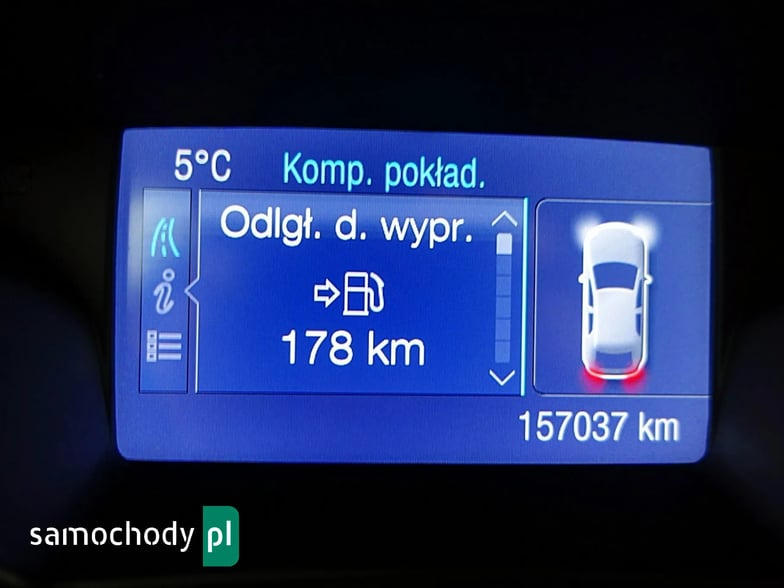 5°C
Komp. pokład.
Odlgł. d. wypr.
178 km
157037 km
samochody pl